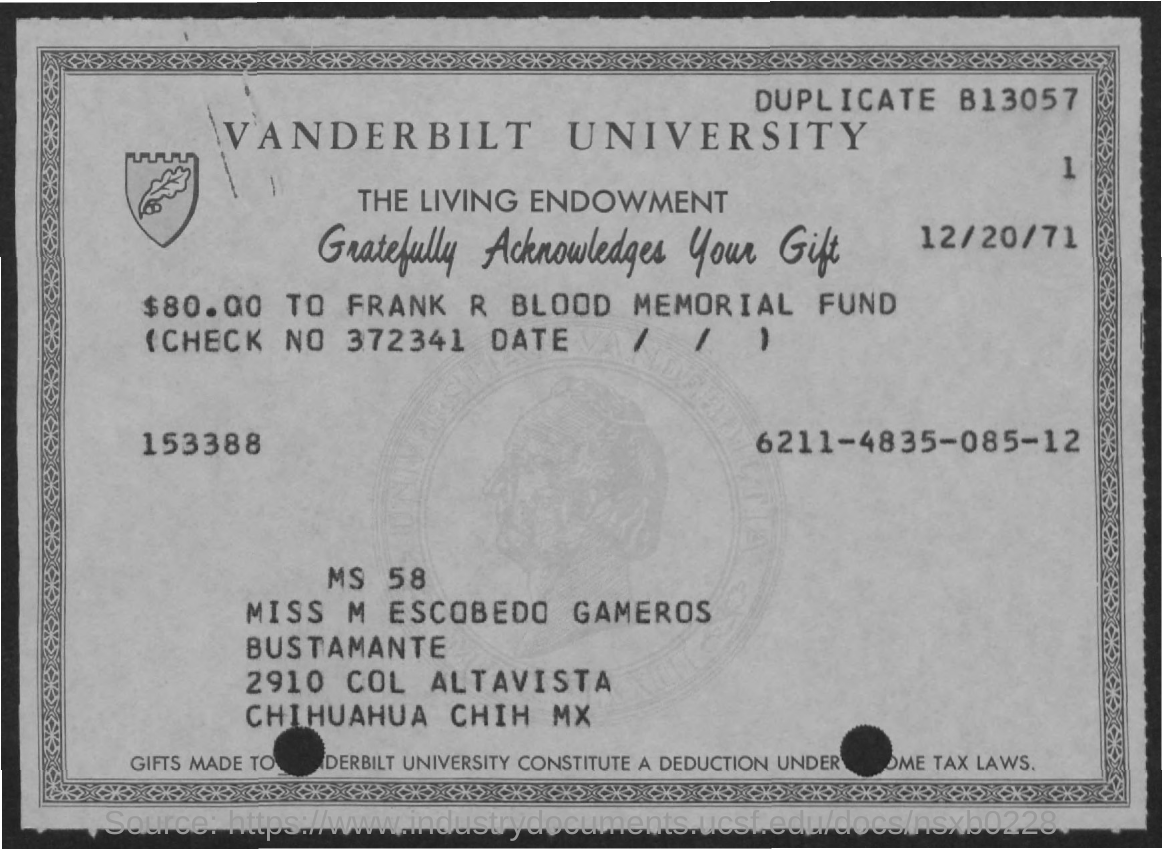 DUPLICATE B13057
VANDERBILT UNIVERSITY
1
THE LIVING ENDOWMENT
Gratefully Acknowledges Your Gift 12/20/71
$80.00 TO FRANK R BLOOD MEMORIAL FUND
(CHECK NO 372341 DATE / / )
153388 6211-4835-085-12
MS 58
MISS M ESCOBEDO GAMEROS
BUSTAMANTE
2910 COL ALTAVISTA
CHIHUAHUA CHIH MX
GIFTS MADE TO DERBILT UNIVERSITY CONSTITUTE A DEDUCTION UNDER OME TAX LAWS.
Source: https://www.industrydocuments.ucsf.edu/docs/nsxb0228